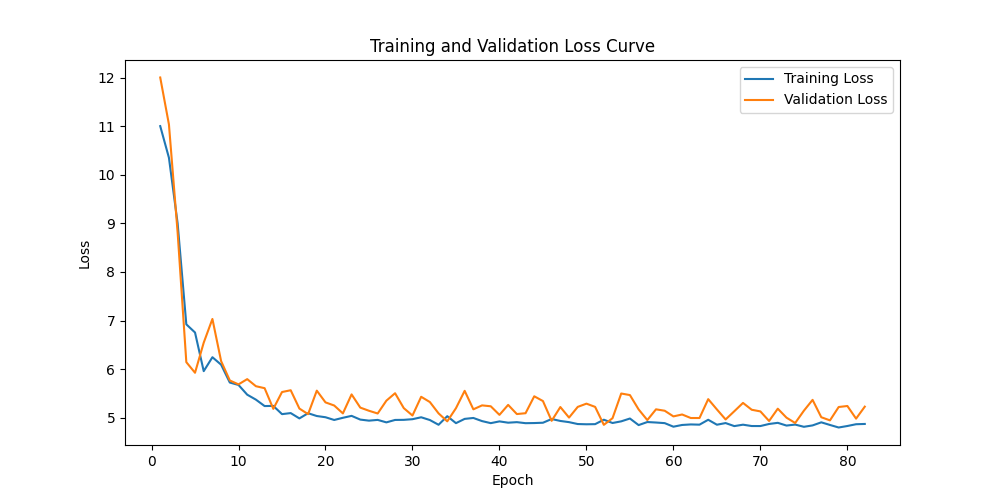 Training and Validation Loss Curve
Training Loss
Validation Loss
12
11
10
9
8
7
6
5
Loss
0 10 20 30 40 50 60 70 80
Epoch